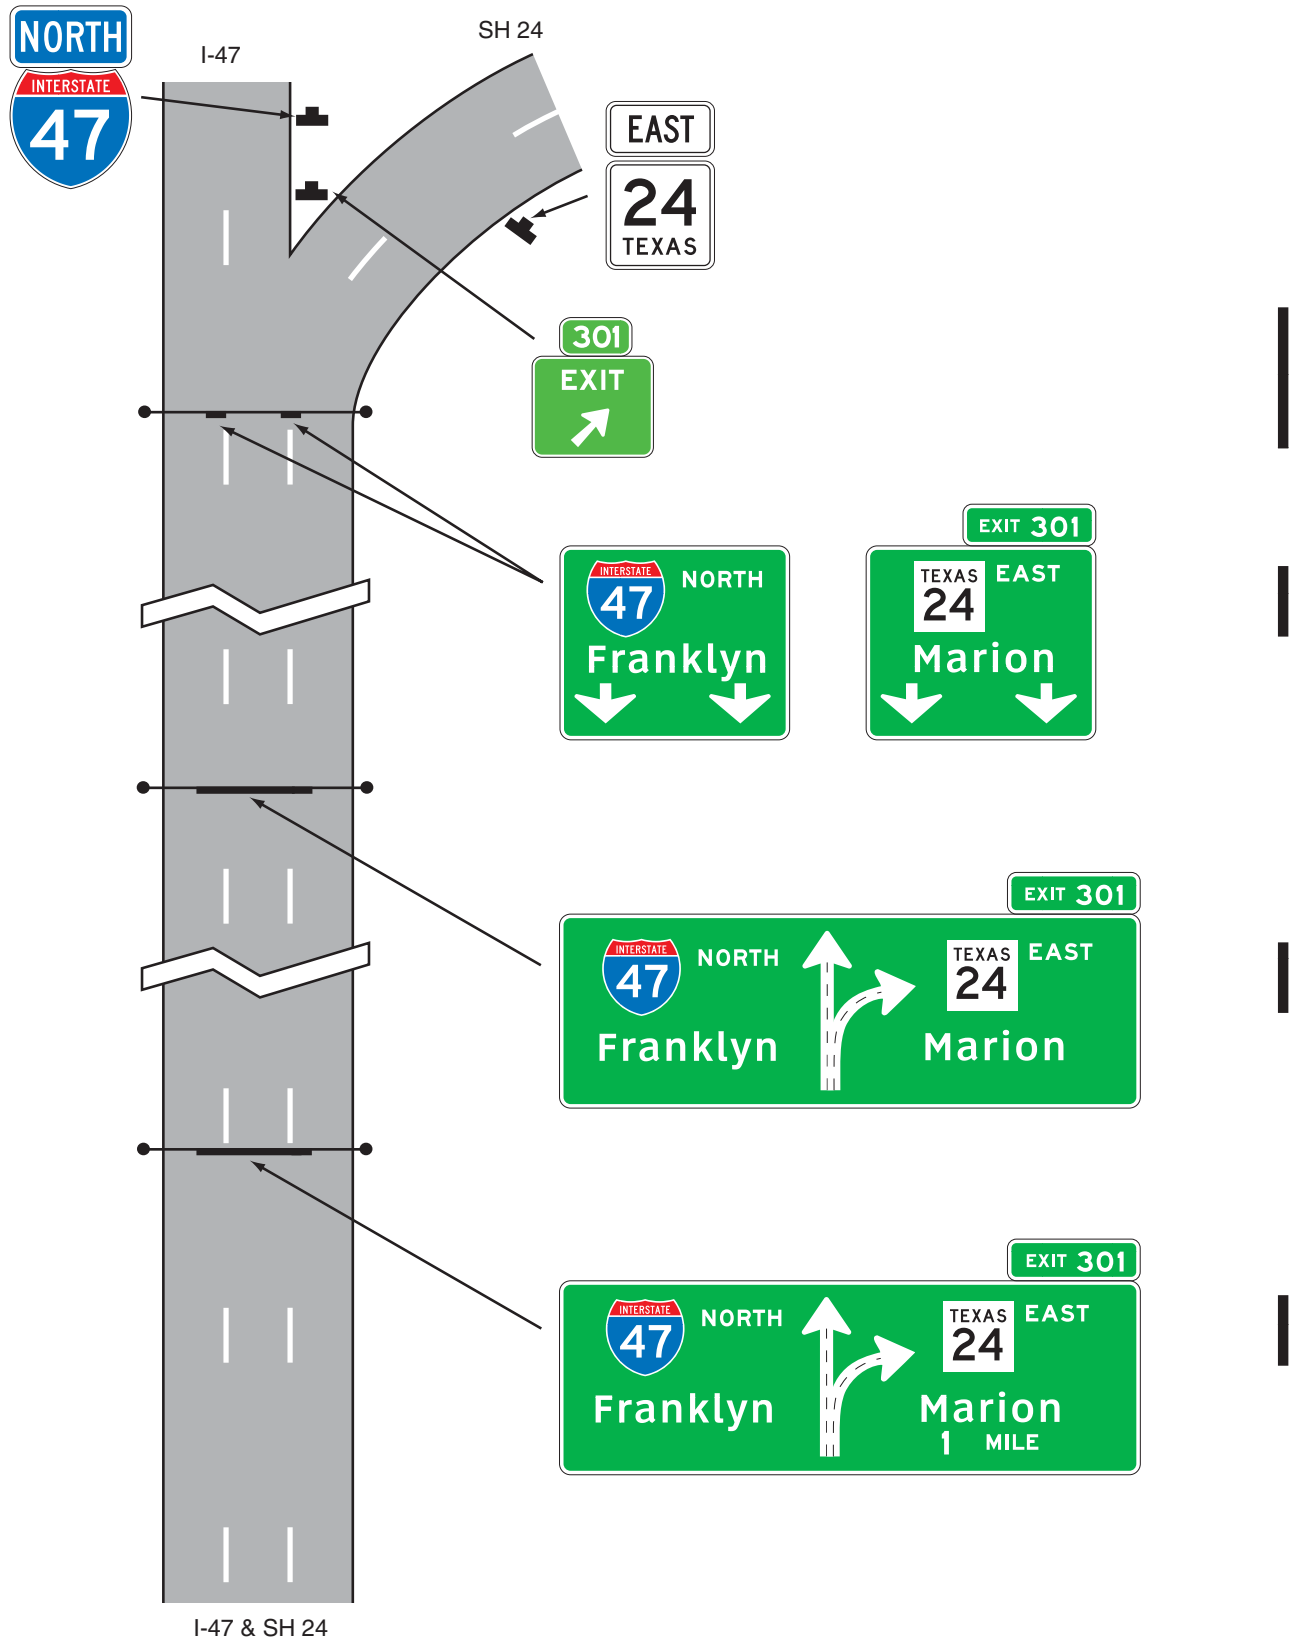 NORTH
INTERSTATE
47
I-47
SH 24
EAST
24
TEXAS
301
EXIT
INTERSTATE
47
NORTH
Franklyn
EXIT 301
TEXAS
24
EAST
Marion
EXIT 301
INTERSTATE
47
NORTH
Franklyn
TEXAS
24
EAST
Marion
EXIT 301
INTERSTATE
47
NORTH
Franklyn
TEXAS
24
EAST
Marion
1 MILE
I-47 & SH 24